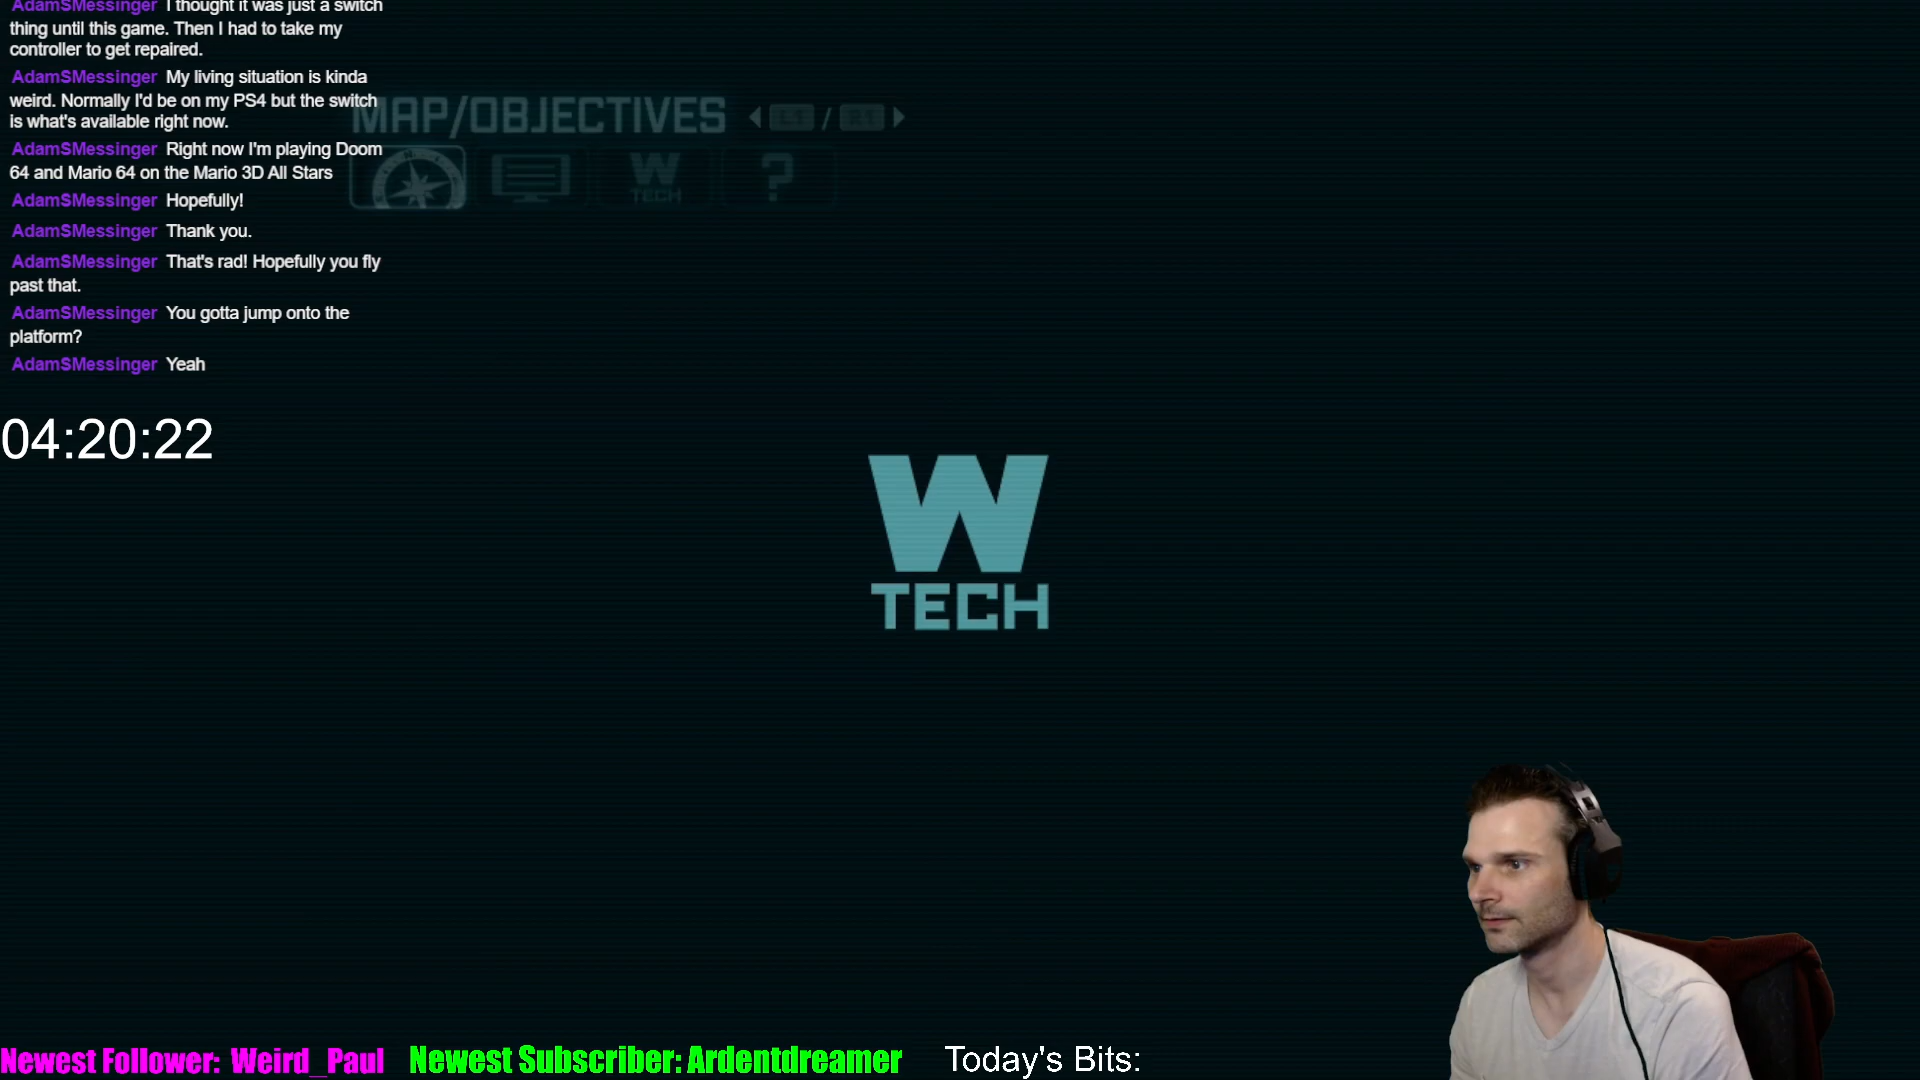 AdamSMessinger I thought it was just a switch
thing until this game. Then I had to take my
controller to get repaired.
AdamSMessinger My living situation is kinda
weird. Normally I'd be on my PS4 but the switch
is what's available right now.
AdamSMessinger Right now I'm playing Doom
64 and Mario 64 on the Mario 3D All Stars
AdamSMessinger Hopefully!
AdamSMessinger Thank you.
AdamSMessinger That's rad! Hopefully you fly
past that.
AdamSMessinger You gotta jump onto the
platform?
AdamSMessinger Yeah
MAP/OBJECTIVES LT / RT
W
TECH
?
04:20:22
W
TECH
Newest Follower: Weird_Paul Newest Subscriber: Ardentdreamer Today's Bits: